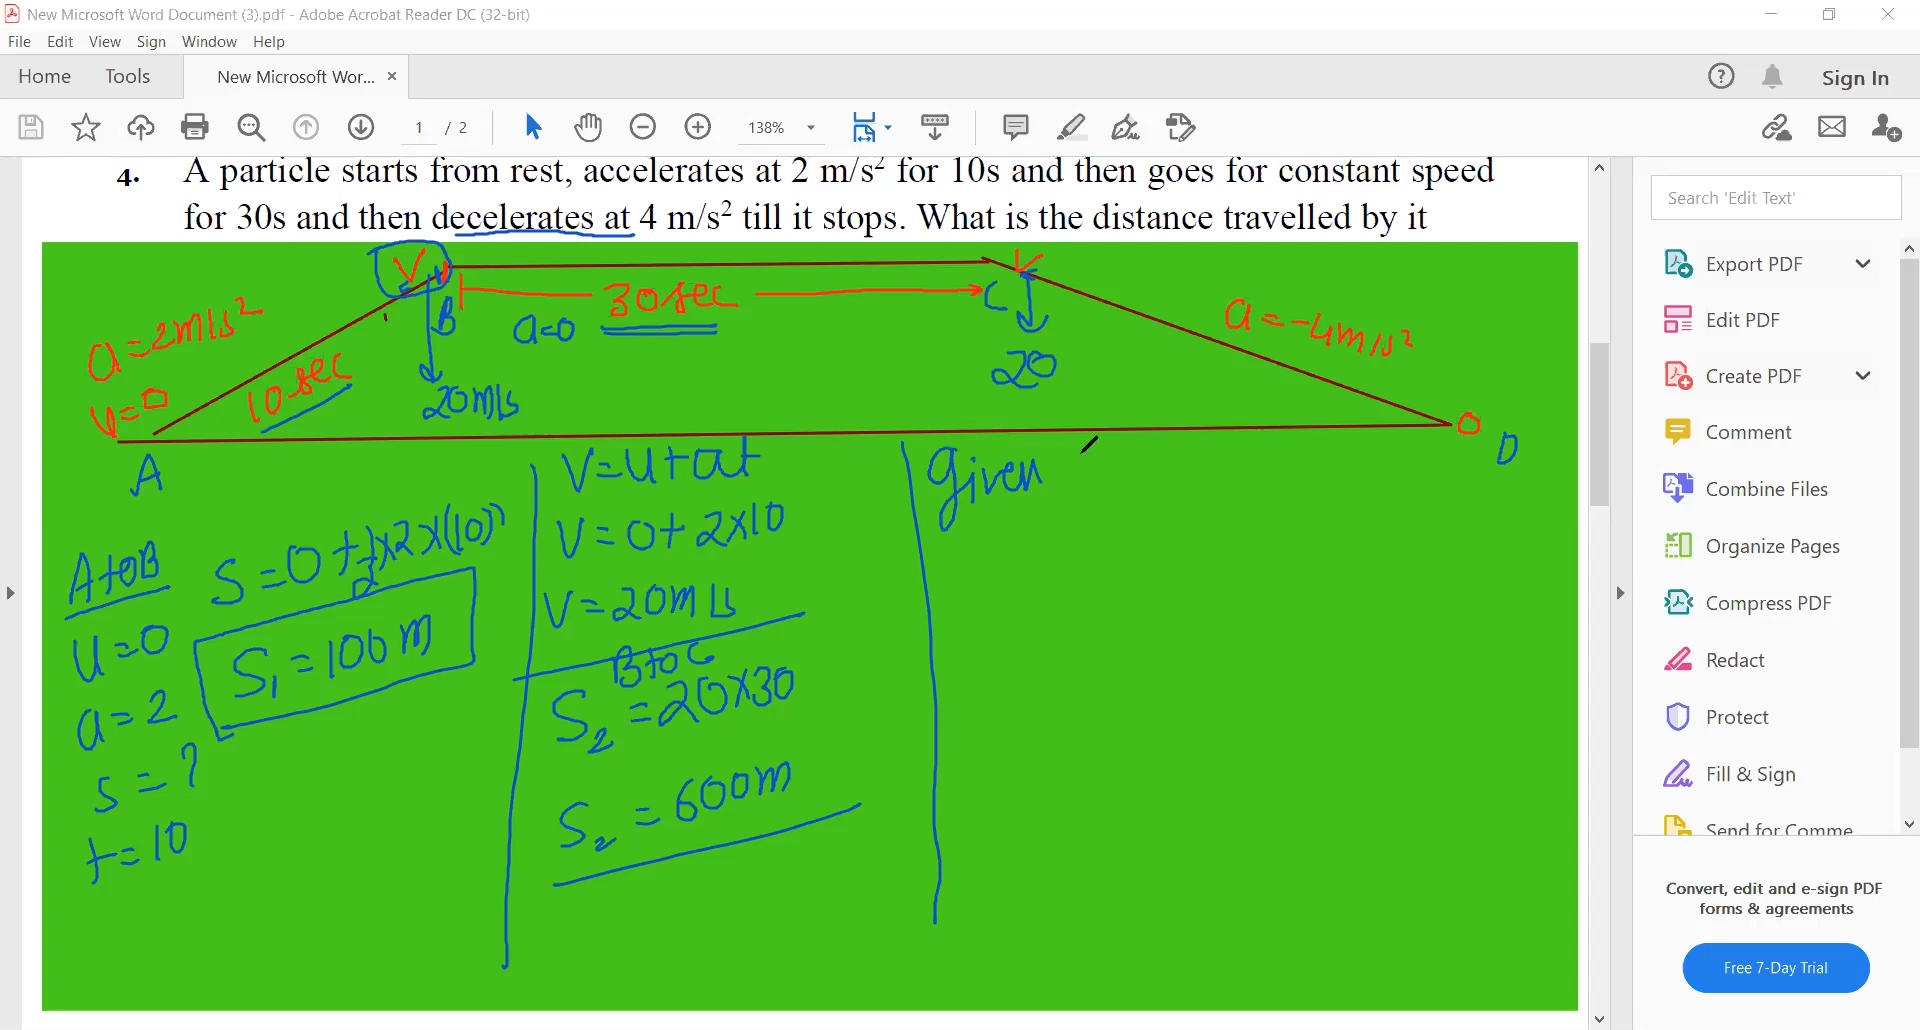 New Microsoft Word Document (3).pdf - Adobe Acrobat Reader DC (32-bit)
File Edit View Sign Window Help
Home Tools New Microsoft Wor... × Sign In
1 / 2 138%
4. A particle starts from rest, accelerates at 2 m/s² for 10s and then goes for constant speed
for 30s and then decelerates at 4 m/s² till it stops. What is the distance travelled by it
V V
a=2m/s² B a=0 30sec C a=-4m/s²
u=0 10sec 20m/s 20 0
A D
A to B
S=0+½×2×(10)²
u=0
S₁=100m
a=2
s=?
t=10
V=u+at
V=0+2×10
V=20m/s
B to C
S₂=20×30
S₂=600m
Given
Search 'Edit Text'
Export PDF
Edit PDF
Create PDF
Comment
Combine Files
Organize Pages
Compress PDF
Redact
Protect
Fill & Sign
Send for Comme
Convert, edit and e-sign PDF
forms & agreements
Free 7-Day Trial